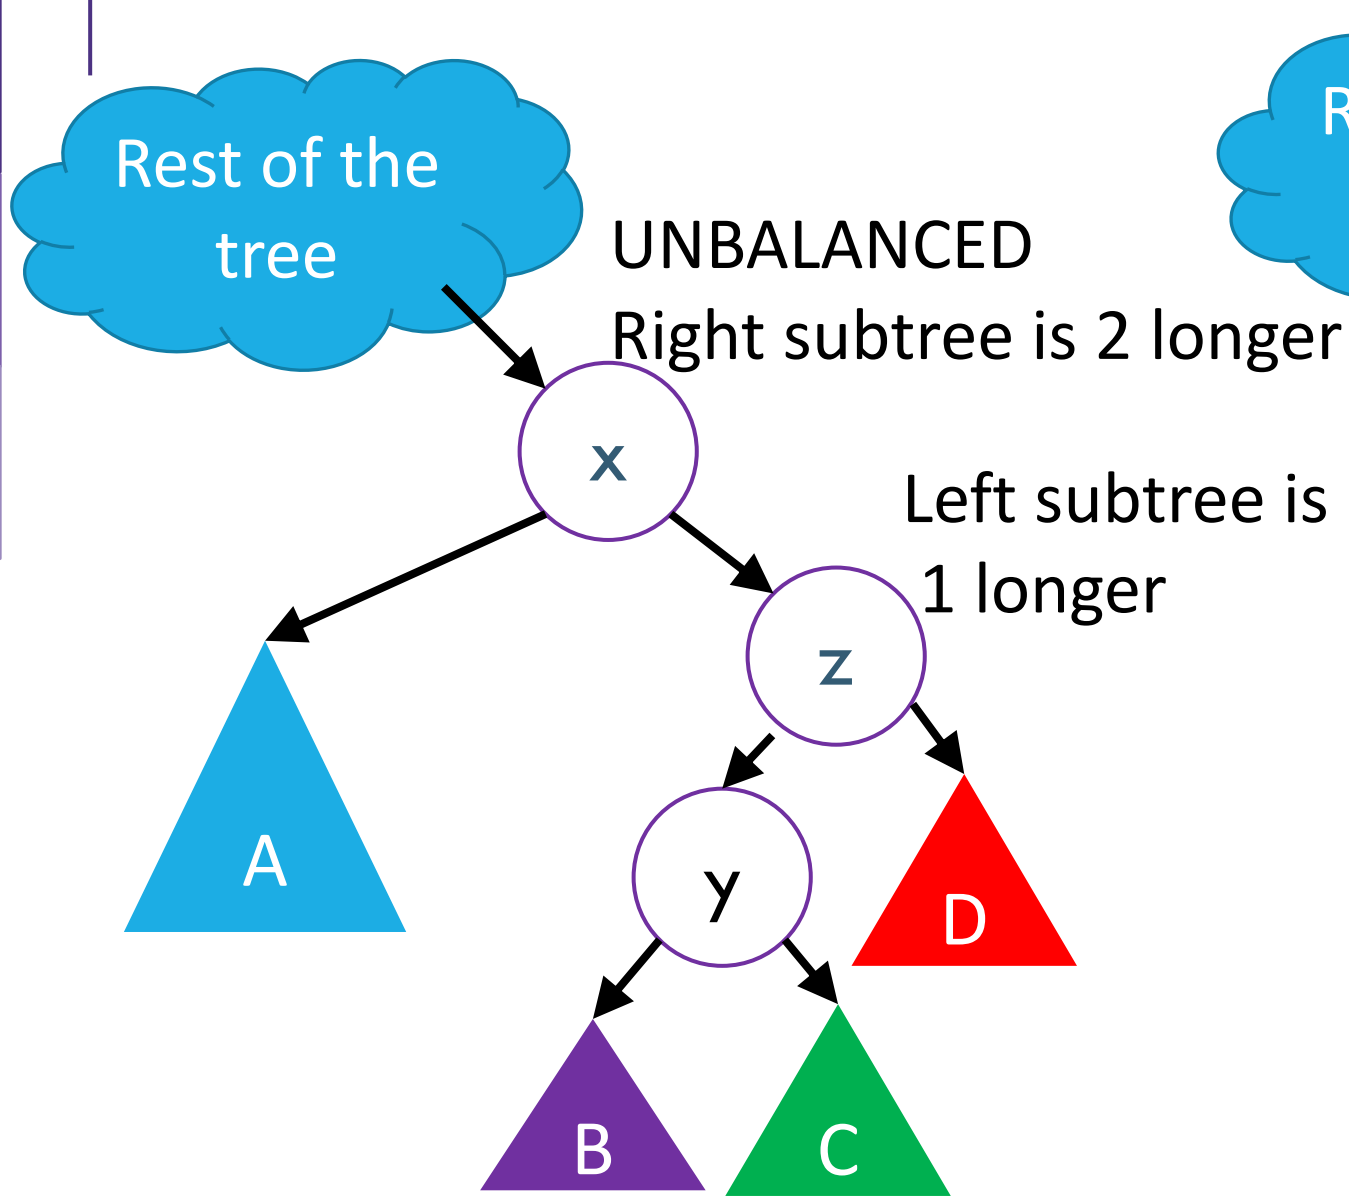 Rest of the
tree
UNBALANCED
Right subtree is 2 longer
x
Left subtree is
1 longer
z
A
y
D
B
C
R